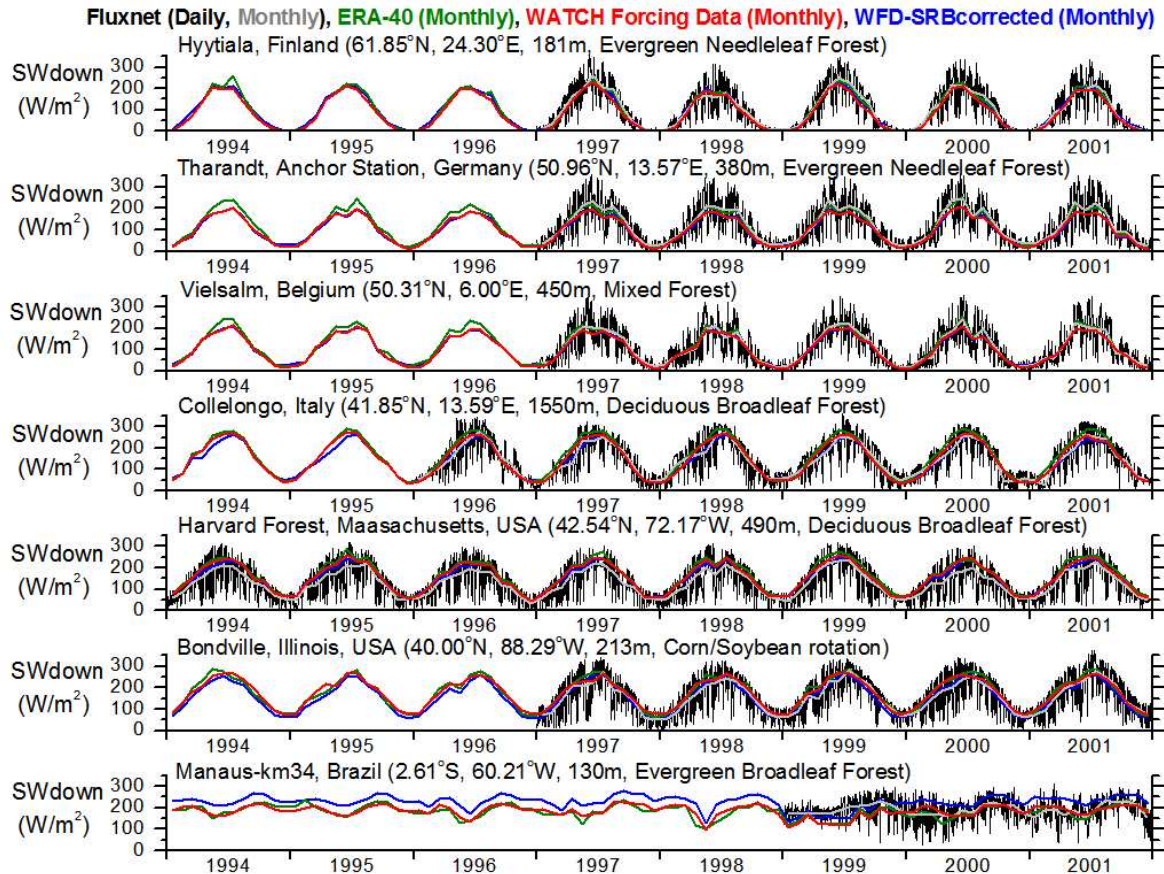 Fluxnet (Daily, Monthly), ERA-40 (Monthly), WATCH Forcing Data (Monthly), WFD-SRBcorrected (Monthly)
Hyytiala, Finland (61.85°N, 24.30°E, 181m, Evergreen Needleleaf Forest)
SWdown
(W/m²)
300
200
100
0
1994 1995 1996 1997 1998 1999 2000 2001
Tharandt, Anchor Station, Germany (50.96°N, 13.57°E, 380m, Evergreen Needleleaf Forest)
SWdown
(W/m²)
300
200
100
0
1994 1995 1996 1997 1998 1999 2000 2001
Vielsalm, Belgium (50.31°N, 6.00°E, 450m, Mixed Forest)
SWdown
(W/m²)
300
200
100
0
1994 1995 1996 1997 1998 1999 2000 2001
Collelongo, Italy (41.85°N, 13.59°E, 1550m, Deciduous Broadleaf Forest)
SWdown
(W/m²)
300
200
100
0
1994 1995 1996 1997 1998 1999 2000 2001
Harvard Forest, Maasachusetts, USA (42.54°N, 72.17°W, 490m, Deciduous Broadleaf Forest)
SWdown
(W/m²)
300
200
100
0
1994 1995 1996 1997 1998 1999 2000 2001
Bondville, Illinois, USA (40.00°N, 88.29°W, 213m, Corn/Soybean rotation)
SWdown
(W/m²)
300
200
100
0
1994 1995 1996 1997 1998 1999 2000 2001
Manaus-km34, Brazil (2.61°S, 60.21°W, 130m, Evergreen Broadleaf Forest)
SWdown
(W/m²)
300
200
100
0
1994 1995 1996 1997 1998 1999 2000 2001